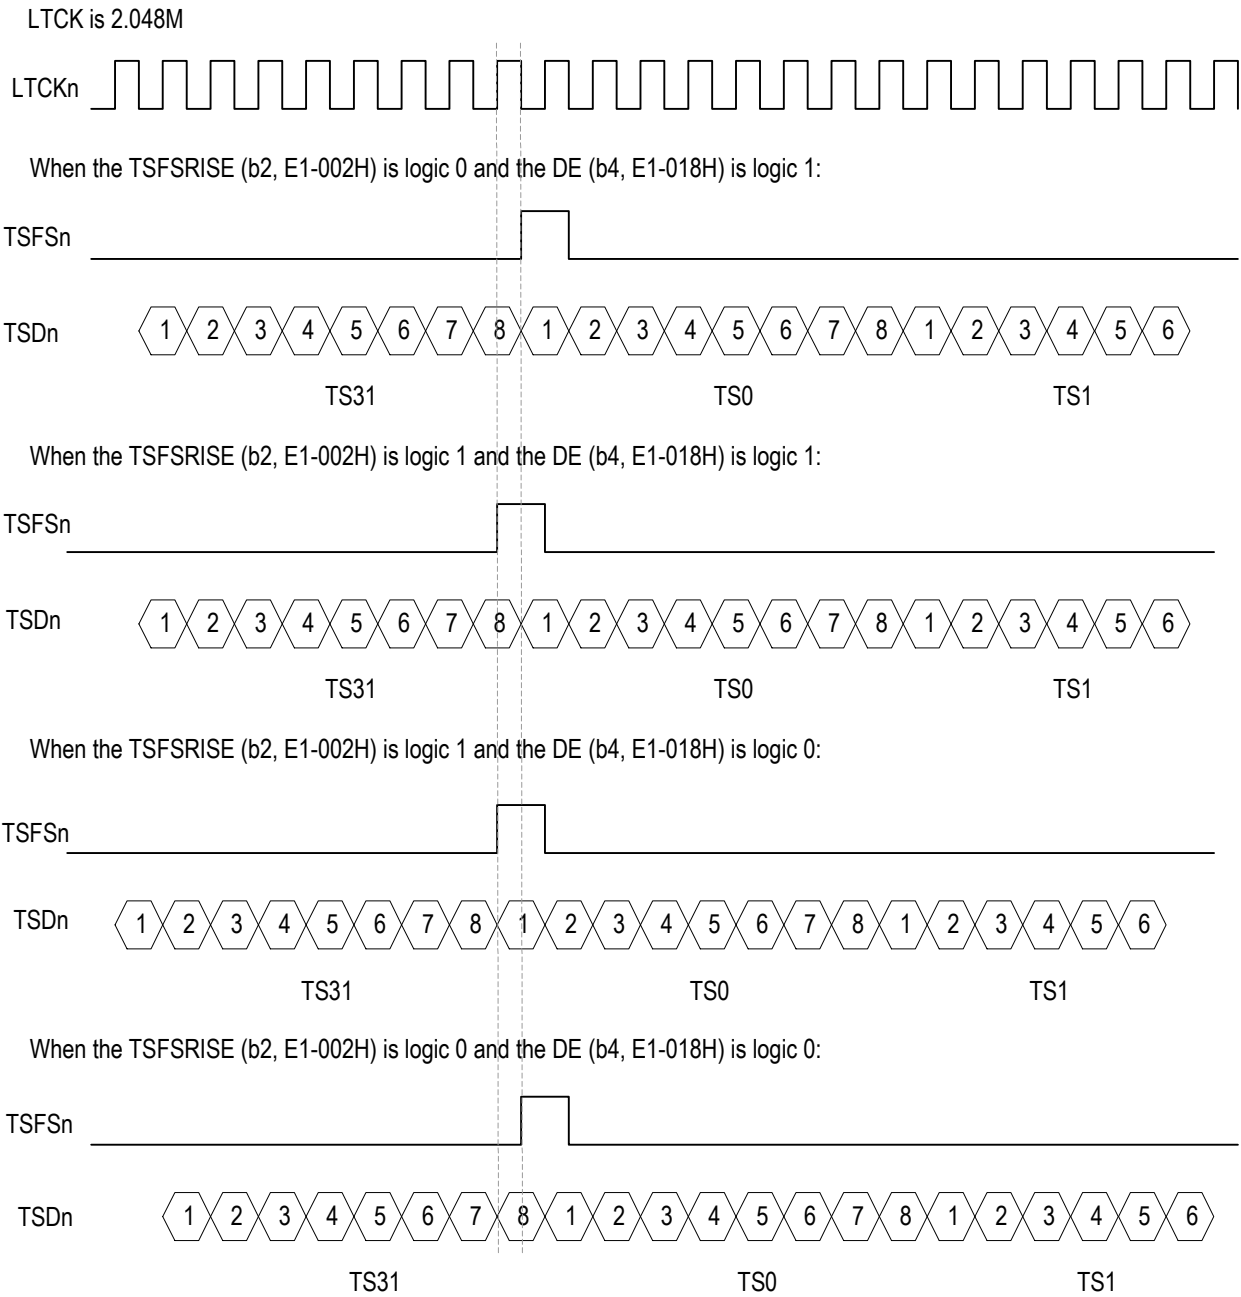 LTCK is 2.048M
LTCKn
When the TSFSRISE (b2, E1-002H) is logic 0 and the DE (b4, E1-018H) is logic 1:
TSFSn
TSDn 1 2 3 4 5 6 7 8 1 2 3 4 5 6 7 8 1 2 3 4 5 6
TS31 TS0 TS1
When the TSFSRISE (b2, E1-002H) is logic 1 and the DE (b4, E1-018H) is logic 1:
TSFSn
TSDn 1 2 3 4 5 6 7 8 1 2 3 4 5 6 7 8 1 2 3 4 5 6
TS31 TS0 TS1
When the TSFSRISE (b2, E1-002H) is logic 1 and the DE (b4, E1-018H) is logic 0:
TSFSn
TSDn 1 2 3 4 5 6 7 8 1 2 3 4 5 6 7 8 1 2 3 4 5 6
TS31 TS0 TS1
When the TSFSRISE (b2, E1-002H) is logic 0 and the DE (b4, E1-018H) is logic 0:
TSFSn
TSDn 1 2 3 4 5 6 7 8 1 2 3 4 5 6 7 8 1 2 3 4 5 6
TS31 TS0 TS1